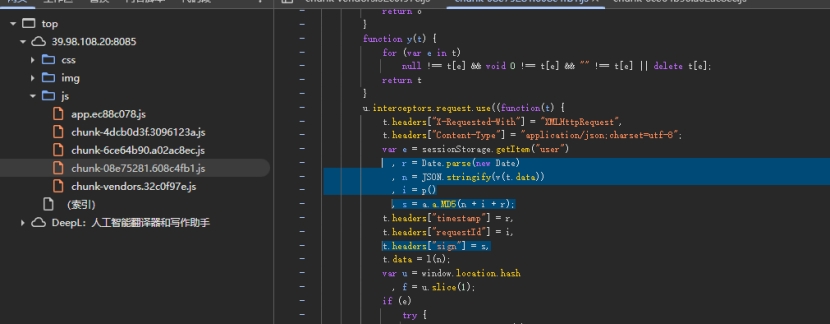 top
39.98.108.20:8085
css
img
js
app.ec88c078.js
chunk-4dcb0d3f.3096123a.js
chunk-6ce64b90.a02ac8ec.js
chunk-08e75281.608c4fb1.js
chunk-vendors.32c0f97e.js
（索引）
DeepL：人工智能翻译器和写作助手
}
function y(t) {
for (var e in t)
null !== t[e] && void 0 !== t[e] && "" !== t[e] || delete t[e];
return t
}
u.interceptors.request.use((function(t) {
t.headers["X-Requested-With"] = "XMLHttpRequest",
t.headers["Content-Type"] = "application/json;charset=utf-8";
var e = sessionStorage.getItem("user")
, r = Date.parse(new Date)
, n = JSON.stringify(v(t.data))
, i = p()
, s = a.a.MD5(n + i + r);
t.headers["timestamp"] = r,
t.headers["requestId"] = i,
t.headers["sign"] = s,
t.data = l(n);
var u = window.location.hash
, f = u.slice(1);
if (e)
try {